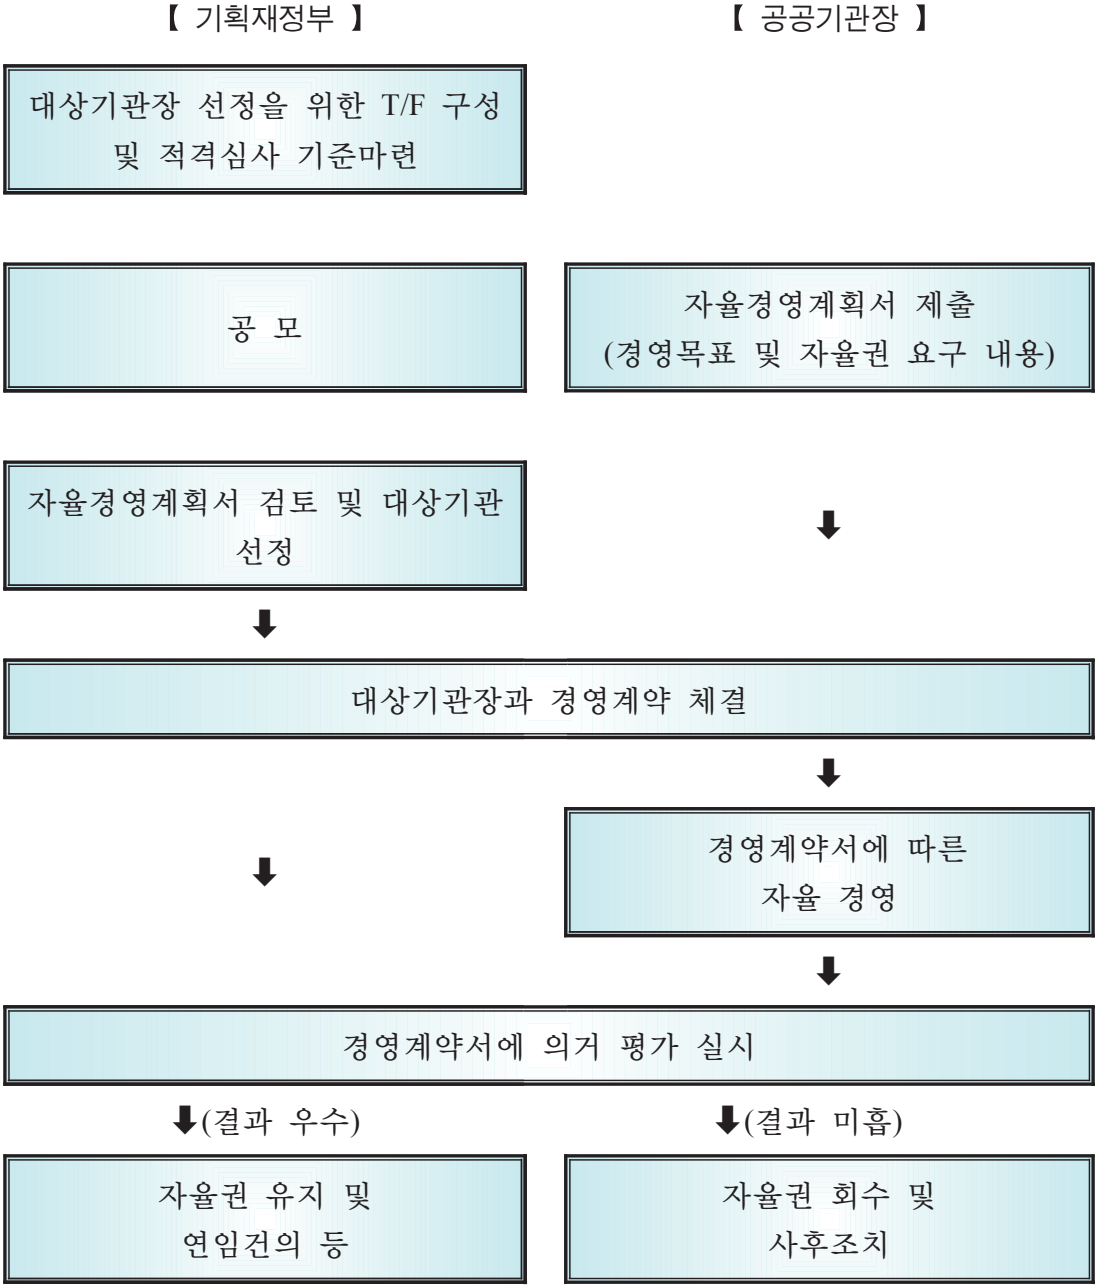 【 기획재정부 】
【 공공기관장 】
대상기관장 선정을 위한 T/F 구성
및 적격심사 기준마련
공 모
자율경영계획서 제출
(경영목표 및 자율권 요구 내용)
자율경영계획서 검토 및 대상기관
선정
대상기관장과 경영계약 체결
경영계약서에 따른
자율 경영
경영계약서에 의거 평가 실시
(결과 우수)
(결과 미흡)
자율권 유지 및
연임건의 등
자율권 회수 및
사후조치